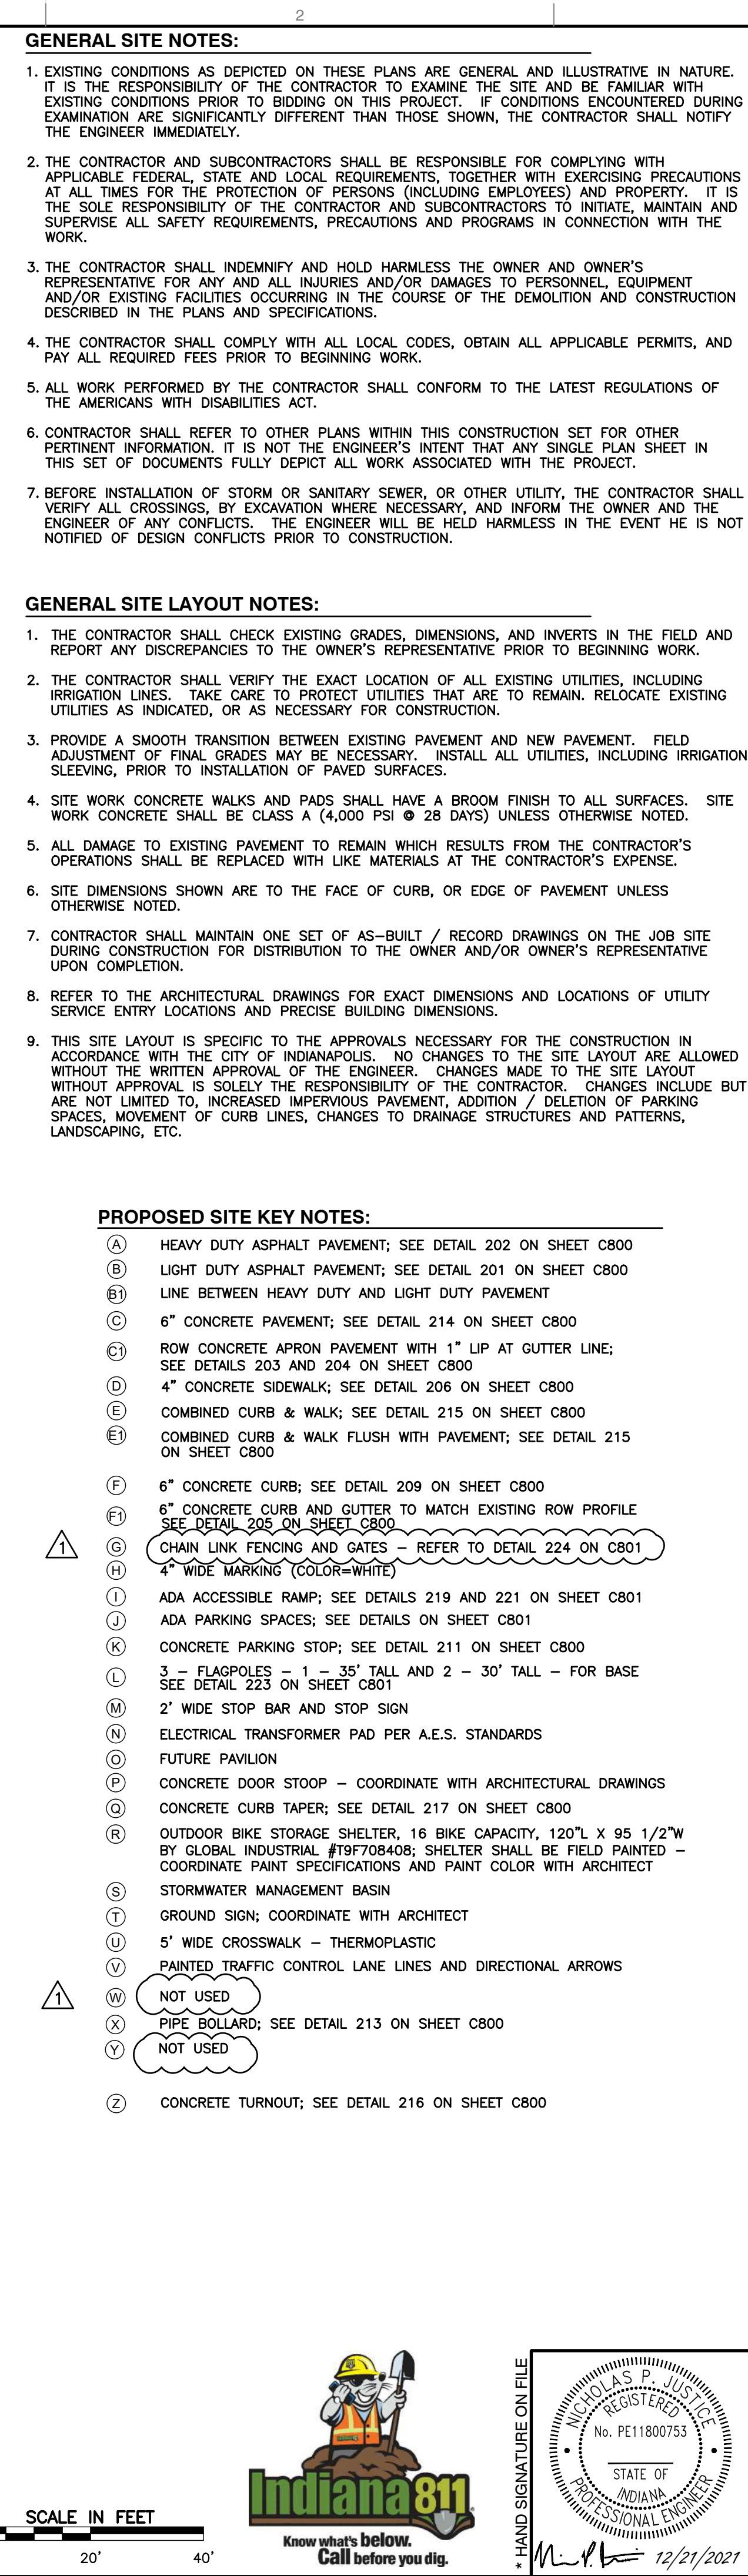 2
GENERAL SITE NOTES:
1. EXISTING CONDITIONS AS DEPICTED ON THESE PLANS ARE GENERAL AND ILLUSTRATIVE IN NATURE.
IT IS THE RESPONSIBILITY OF THE CONTRACTOR TO EXAMINE THE SITE AND BE FAMILIAR WITH
EXISTING CONDITIONS PRIOR TO BIDDING ON THIS PROJECT. IF CONDITIONS ENCOUNTERED DURING
EXAMINATION ARE SIGNIFICANTLY DIFFERENT THAN THOSE SHOWN, THE CONTRACTOR SHALL NOTIFY
THE ENGINEER IMMEDIATELY.
2. THE CONTRACTOR AND SUBCONTRACTORS SHALL BE RESPONSIBLE FOR COMPLYING WITH
APPLICABLE FEDERAL, STATE AND LOCAL REQUIREMENTS, TOGETHER WITH EXERCISING PRECAUTIONS
AT ALL TIMES FOR THE PROTECTION OF PERSONS (INCLUDING EMPLOYEES) AND PROPERTY. IT IS
THE SOLE RESPONSIBILITY OF THE CONTRACTOR AND SUBCONTRACTORS TO INITIATE, MAINTAIN AND
SUPERVISE ALL SAFETY REQUIREMENTS, PRECAUTIONS AND PROGRAMS IN CONNECTION WITH THE
WORK.
3. THE CONTRACTOR SHALL INDEMNIFY AND HOLD HARMLESS THE OWNER AND OWNER'S
REPRESENTATIVE FOR ANY AND ALL INJURIES AND/OR DAMAGES TO PERSONNEL, EQUIPMENT
AND/OR EXISTING FACILITIES OCCURRING IN THE COURSE OF THE DEMOLITION AND CONSTRUCTION
DESCRIBED IN THE PLANS AND SPECIFICATIONS.
4. THE CONTRACTOR SHALL COMPLY WITH ALL LOCAL CODES, OBTAIN ALL APPLICABLE PERMITS, AND
PAY ALL REQUIRED FEES PRIOR TO BEGINNING WORK.
5. ALL WORK PERFORMED BY THE CONTRACTOR SHALL CONFORM TO THE LATEST REGULATIONS OF
THE AMERICANS WITH DISABILITIES ACT.
6. CONTRACTOR SHALL REFER TO OTHER PLANS WITHIN THIS CONSTRUCTION SET FOR OTHER
PERTINENT INFORMATION. IT IS NOT THE ENGINEER'S INTENT THAT ANY SINGLE PLAN SHEET IN
THIS SET OF DOCUMENTS FULLY DEPICT ALL WORK ASSOCIATED WITH THE PROJECT.
7. BEFORE INSTALLATION OF STORM OR SANITARY SEWER, OR OTHER UTILITY, THE CONTRACTOR SHALL
VERIFY ALL CROSSINGS, BY EXCAVATION WHERE NECESSARY, AND INFORM THE OWNER AND THE
ENGINEER OF ANY CONFLICTS. THE ENGINEER WILL BE HELD HARMLESS IN THE EVENT HE IS NOT
NOTIFIED OF DESIGN CONFLICTS PRIOR TO CONSTRUCTION.
GENERAL SITE LAYOUT NOTES:
1. THE CONTRACTOR SHALL CHECK EXISTING GRADES, DIMENSIONS, AND INVERTS IN THE FIELD AND
REPORT ANY DISCREPANCIES TO THE OWNER'S REPRESENTATIVE PRIOR TO BEGINNING WORK.
2. THE CONTRACTOR SHALL VERIFY THE EXACT LOCATION OF ALL EXISTING UTILITIES, INCLUDING
IRRIGATION LINES. TAKE CARE TO PROTECT UTILITIES THAT ARE TO REMAIN. RELOCATE EXISTING
UTILITIES AS INDICATED, OR AS NECESSARY FOR CONSTRUCTION.
3. PROVIDE A SMOOTH TRANSITION BETWEEN EXISTING PAVEMENT AND NEW PAVEMENT. FIELD
ADJUSTMENT OF FINAL GRADES MAY BE NECESSARY. INSTALL ALL UTILITIES, INCLUDING IRRIGATION
SLEEVING, PRIOR TO INSTALLATION OF PAVED SURFACES.
4. SITE WORK CONCRETE WALKS AND PADS SHALL HAVE A BROOM FINISH TO ALL SURFACES. SITE
WORK CONCRETE SHALL BE CLASS A (4,000 PSI @ 28 DAYS) UNLESS OTHERWISE NOTED.
5. ALL DAMAGE TO EXISTING PAVEMENT TO REMAIN WHICH RESULTS FROM THE CONTRACTOR'S
OPERATIONS SHALL BE REPLACED WITH LIKE MATERIALS AT THE CONTRACTOR'S EXPENSE.
6. SITE DIMENSIONS SHOWN ARE TO THE FACE OF CURB, OR EDGE OF PAVEMENT UNLESS
OTHERWISE NOTED.
7. CONTRACTOR SHALL MAINTAIN ONE SET OF AS-BUILT / RECORD DRAWINGS ON THE JOB SITE
DURING CONSTRUCTION FOR DISTRIBUTION TO THE OWNER AND/OR OWNER'S REPRESENTATIVE
UPON COMPLETION.
8. REFER TO THE ARCHITECTURAL DRAWINGS FOR EXACT DIMENSIONS AND LOCATIONS OF UTILITY
SERVICE ENTRY LOCATIONS AND PRECISE BUILDING DIMENSIONS.
9. THIS SITE LAYOUT IS SPECIFIC TO THE APPROVALS NECESSARY FOR THE CONSTRUCTION IN
ACCORDANCE WITH THE CITY OF INDIANAPOLIS. NO CHANGES TO THE SITE LAYOUT ARE ALLOWED
WITHOUT THE WRITTEN APPROVAL OF THE ENGINEER. CHANGES MADE TO THE SITE LAYOUT
WITHOUT APPROVAL IS SOLELY THE RESPONSIBILITY OF THE CONTRACTOR. CHANGES INCLUDE BUT
ARE NOT LIMITED TO, INCREASED IMPERVIOUS PAVEMENT, ADDITION / DELETION OF PARKING
SPACES, MOVEMENT OF CURB LINES, CHANGES TO DRAINAGE STRUCTURES AND PATTERNS,
LANDSCAPING, ETC.
PROPOSED SITE KEY NOTES:
A HEAVY DUTY ASPHALT PAVEMENT; SEE DETAIL 202 ON SHEET C800
B LIGHT DUTY ASPHALT PAVEMENT; SEE DETAIL 201 ON SHEET C800
B1 LINE BETWEEN HEAVY DUTY AND LIGHT DUTY PAVEMENT
C 6" CONCRETE PAVEMENT; SEE DETAIL 214 ON SHEET C800
C1 ROW CONCRETE APRON PAVEMENT WITH 1" LIP AT GUTTER LINE;
SEE DETAILS 203 AND 204 ON SHEET C800
D 4" CONCRETE SIDEWALK; SEE DETAIL 206 ON SHEET C800
E COMBINED CURB & WALK; SEE DETAIL 215 ON SHEET C800
E1 COMBINED CURB & WALK FLUSH WITH PAVEMENT; SEE DETAIL 215
ON SHEET C800
F 6" CONCRETE CURB; SEE DETAIL 209 ON SHEET C800
F1 6" CONCRETE CURB AND GUTTER TO MATCH EXISTING ROW PROFILE
SEE DETAIL 205 ON SHEET C800
1 G CHAIN LINK FENCING AND GATES – REFER TO DETAIL 224 ON C801
H 4" WIDE MARKING (COLOR=WHITE)
I ADA ACCESSIBLE RAMP; SEE DETAILS 219 AND 221 ON SHEET C801
J ADA PARKING SPACES; SEE DETAILS ON SHEET C801
K CONCRETE PARKING STOP; SEE DETAIL 211 ON SHEET C800
L 3 – FLAGPOLES – 1 – 35' TALL AND 2 – 30' TALL – FOR BASE
SEE DETAIL 223 ON SHEET C801
M 2' WIDE STOP BAR AND STOP SIGN
N ELECTRICAL TRANSFORMER PAD PER A.E.S. STANDARDS
O FUTURE PAVILION
P CONCRETE DOOR STOOP – COORDINATE WITH ARCHITECTURAL DRAWINGS
Q CONCRETE CURB TAPER; SEE DETAIL 217 ON SHEET C800
R OUTDOOR BIKE STORAGE SHELTER, 16 BIKE CAPACITY, 120"L X 95 1/2"W
BY GLOBAL INDUSTRIAL #T9F708408; SHELTER SHALL BE FIELD PAINTED –
COORDINATE PAINT SPECIFICATIONS AND PAINT COLOR WITH ARCHITECT
S STORMWATER MANAGEMENT BASIN
T GROUND SIGN; COORDINATE WITH ARCHITECT
U 5' WIDE CROSSWALK – THERMOPLASTIC
V PAINTED TRAFFIC CONTROL LANE LINES AND DIRECTIONAL ARROWS
1 W NOT USED
X PIPE BOLLARD; SEE DETAIL 213 ON SHEET C800
Y NOT USED
Z CONCRETE TURNOUT; SEE DETAIL 216 ON SHEET C800
SCALE IN FEET
20' 40'
Indiana 811
Know what's below.
Call before you dig.
* HAND SIGNATURE ON FILE
NICHOLAS P. JUSTICE
REGISTERED
No. PE11800753
STATE OF
INDIANA
PROFESSIONAL ENGINEER
12/21/2021